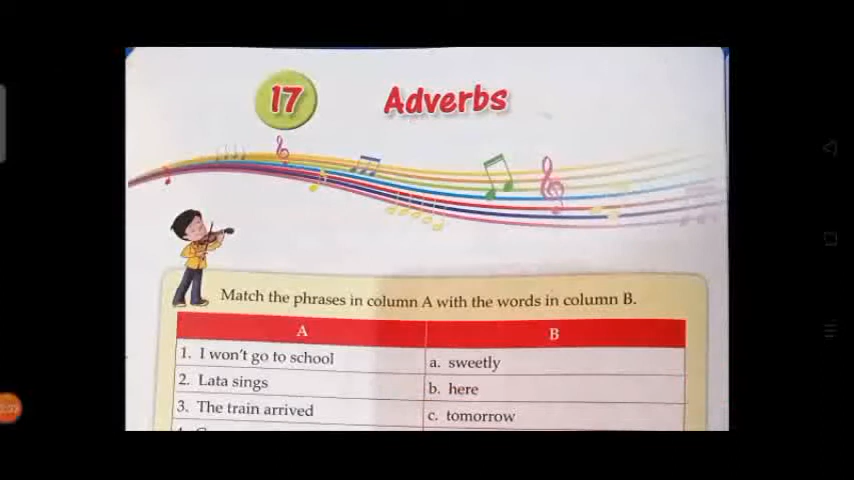 17 Adverbs
Match the phrases in column A with the words in column B.
A B
1. I won't go to school a. sweetly
2. Lata sings b. here
3. The train arrived c. tomorrow